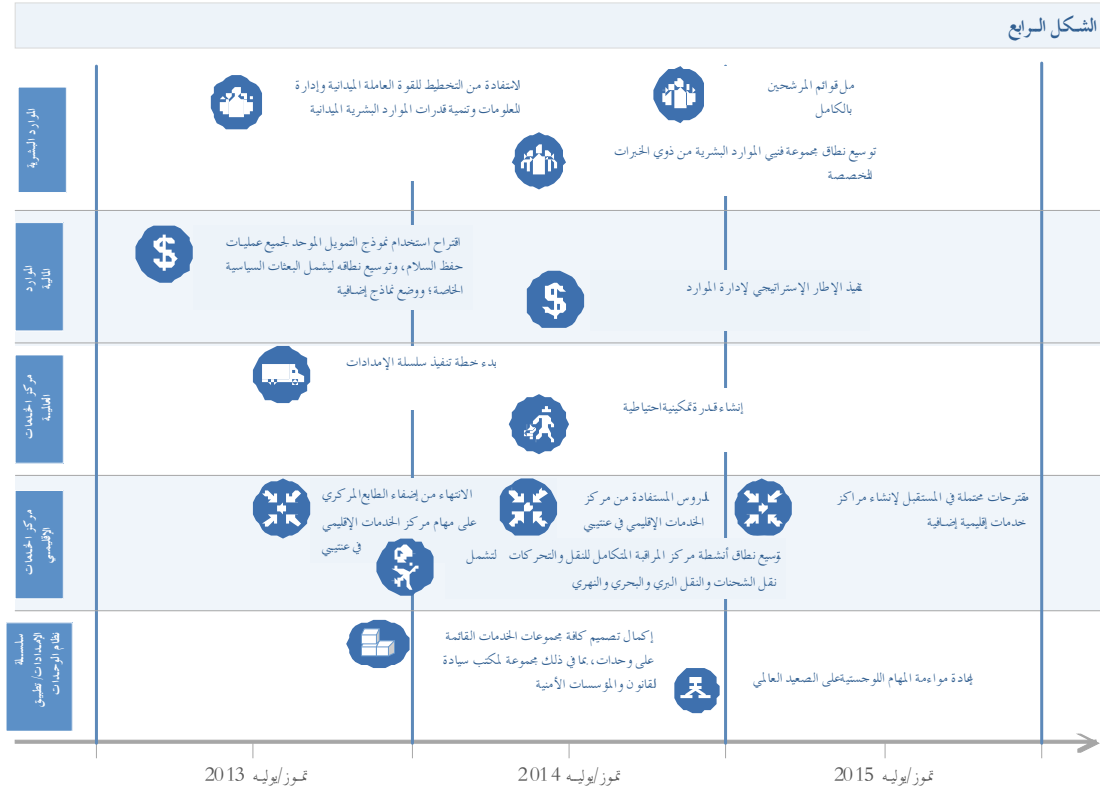 الشكل الرابع
الموارد البشرية
الاستفادة من التخطيط للقوة العاملة الميدانية وإدارة
المعلومات وتنمية قدرات الموارد البشرية الميدانية
مل قوائم المرشحين
بالكامل
توسيع نطاق مجموعة فنيي الموارد البشرية من ذوي الخبرات
المتخصصة
الموارد
المالية
اقتراح استخدام نموذج التمويل الموحد لجميع عمليات
حفظ السلام، وتوسيع نطاقه ليشمل البعثات السياسية
الخاصة؛ ووضع نماذج إضافية
تنفيذ الإطار الإستراتيجي لإدارة الموارد
مركز الخدمات
العالمية
بدء خطة تنفيذ سلسلة الإمدادات
إنشاء قدرة تمكينية احتياطية
مركز الخدمات
الإقليمي
الانتهاء من إضفاء الطابع المركزي
على مهام مركز الخدمات الإقليمي
في عنتيبي
الدروس المستفادة من مركز
الخدمات الإقليمي في عنتيبي
مقترحات محتملة في المستقبل لإنشاء مراكز
خدمات إقليمية إضافية
توسيع نطاق أنشطة مركز المراقبة المتكامل للنقل والتحركات لتشمل
نقل الشحنات والنقل البري والبحري والنهري
سلسلة
الإمدادات/تطبيق
نظام الوحدات
إكمال تصميم كافة مجموعات الخدمات القائمة
على وحدات، بما في ذلك مجموعة لمكتب سيادة
القانون والمؤسسات الأمنية
إعادة مواءمة المهام اللوجستية على الصعيد العالمي
تموز/يوليه 2013
تموز/يوليه 2014
تموز/يوليه 2015